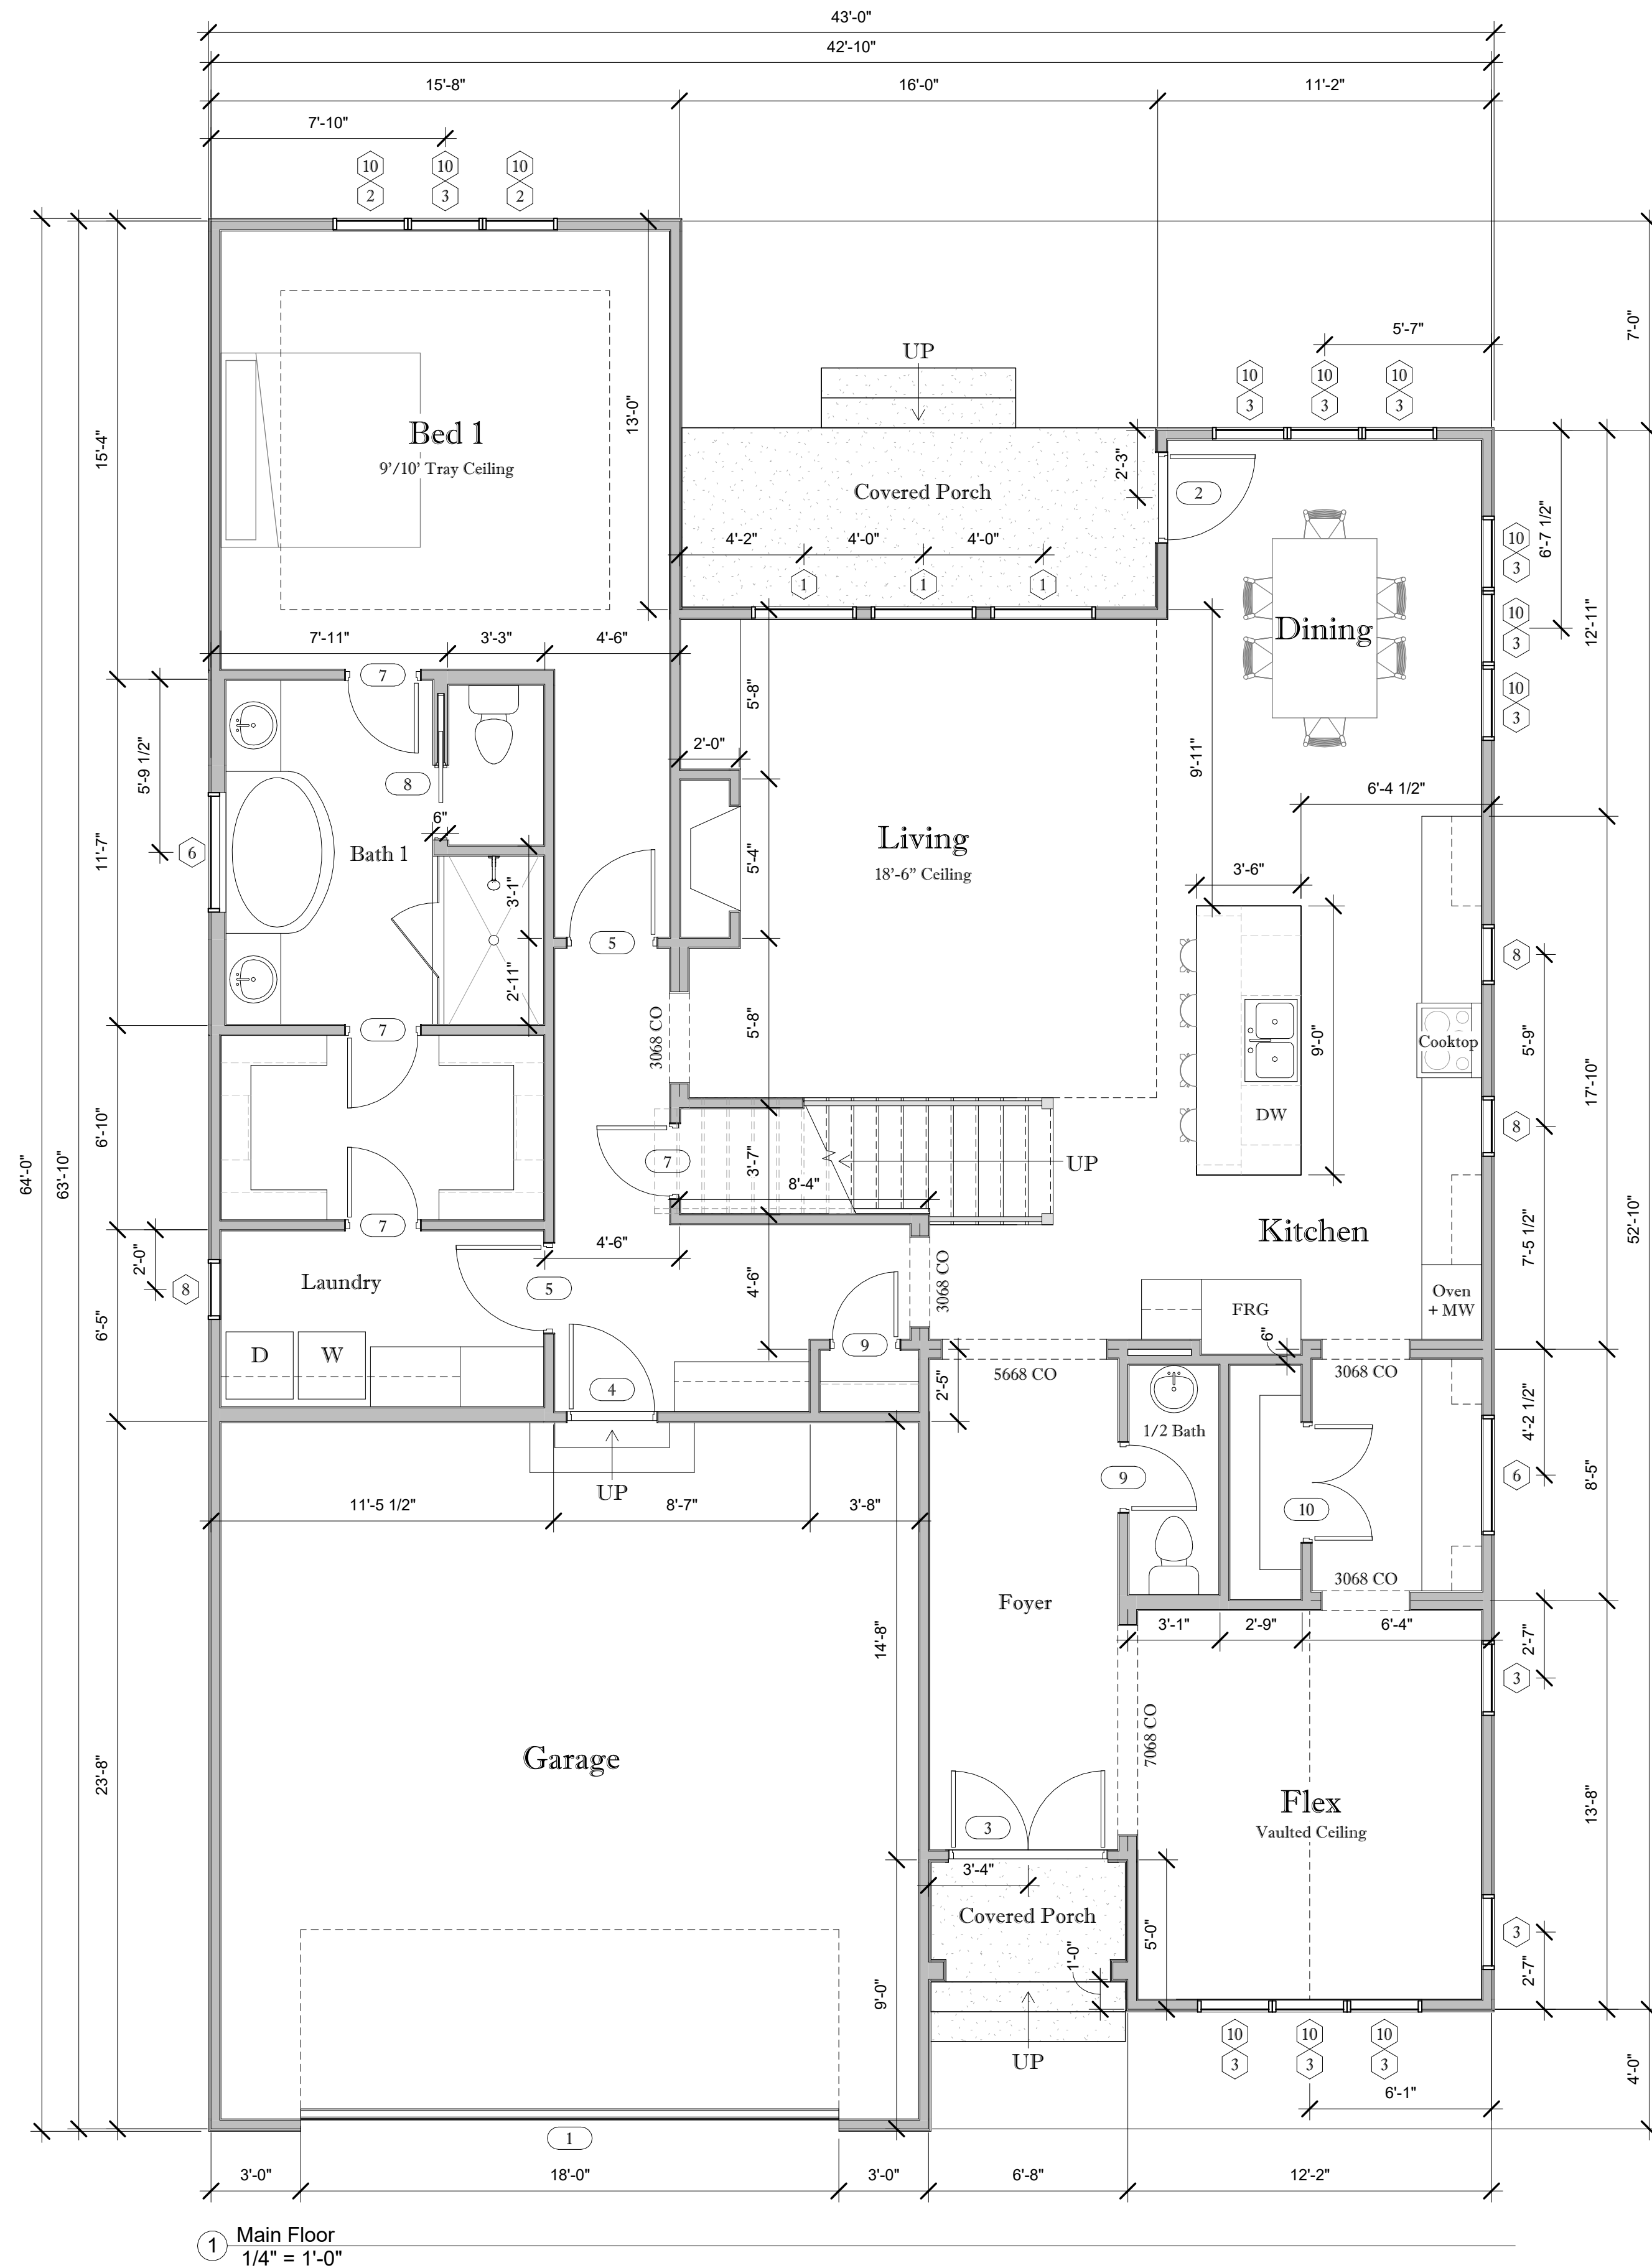 43'-0"
42'-10"
15'-8" 16'-0" 11'-2"
7'-10"
10 10 10
2 3 2
5'-7"
7'-0"
UP
10 10 10
3 3 3
13'-0"
15'-4"
Bed 1
9'/10' Tray Ceiling
2'-3"
Covered Porch
2
4'-2" 4'-0" 4'-0"
1 1 1
10
3
6'-7 1/2"
10
3
12'-11"
Dining
10
3
7'-11" 3'-3" 4'-6"
7
5'-8"
2'-0"
9'-11"
5'-9 1/2"
8
6'-4 1/2"
6"
6
11'-7"
Bath 1
Living
18'-6" Ceiling
5'-4"
3'-6"
3'-1"
5
2'-11"
8
7
3068 CO
5'-8"
9'-0"
Cooktop
5'-9"
17'-10"
DW
8
6'-10"
7
3'-7"
UP
8'-4"
64'-0"
63'-10"
7
Kitchen
7'-5 1/2"
52'-10"
2'-0"
4'-6"
8
Laundry
5
4'-6"
3068 CO
Oven
+ MW
FRG
6'-5"
6"
D W
9
4
2'-5"
5668 CO
3068 CO
4'-2 1/2"
1/2 Bath
9
6
8'-5"
UP
11'-5 1/2" 8'-7" 3'-8"
10
3068 CO
Foyer
3'-1" 2'-9" 6'-4"
2'-7"
14'-8"
3
7068 CO
Garage
23'-8"
Flex
Vaulted Ceiling
13'-8"
3
3'-4"
Covered Porch
5'-0"
1'-0"
3
2'-7"
9'-0"
UP
10 10 10
3 3 3
4'-0"
6'-1"
1
3'-0" 18'-0" 3'-0" 6'-8" 12'-2"
1 Main Floor
1/4" = 1'-0"